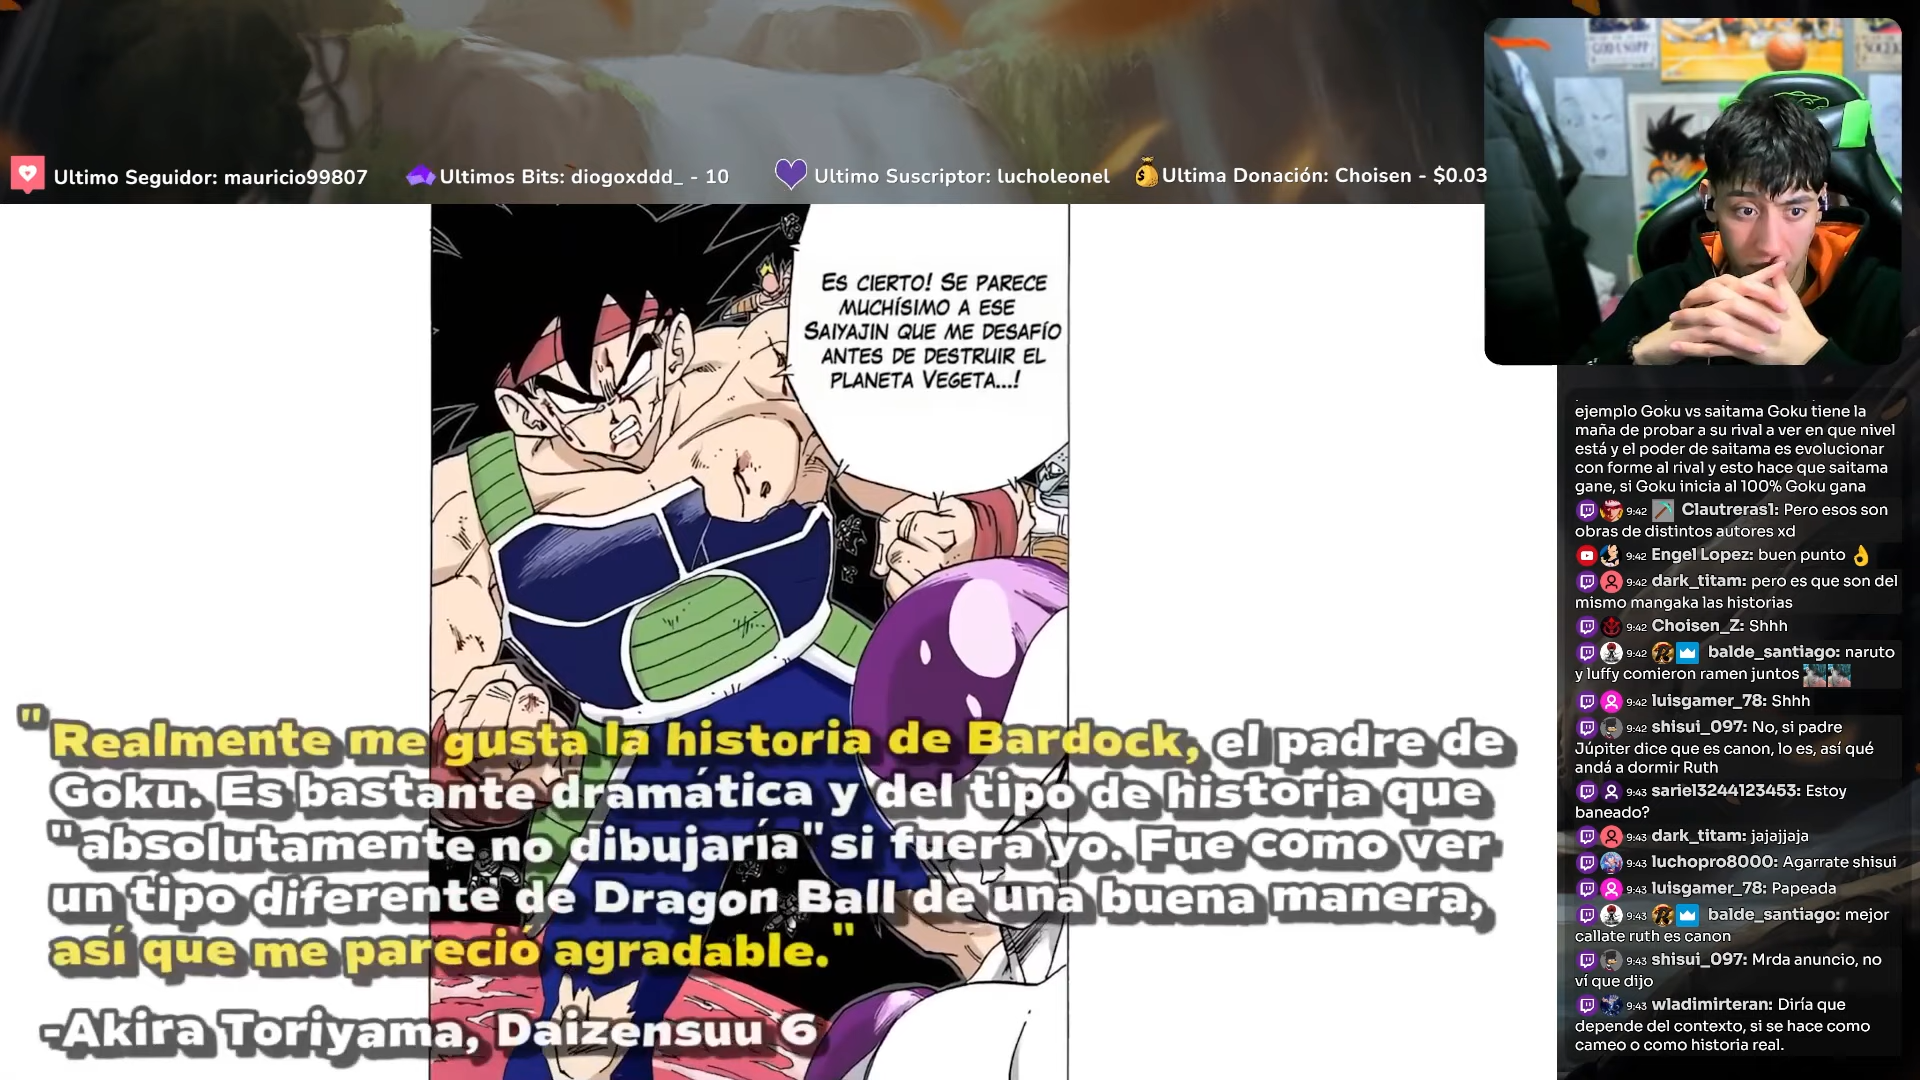 GOD USOPP
SOGEK
Ultimo Seguidor: mauricio99807
Ultimos Bits: diogoxddd_ - 10
Ultimo Suscriptor: lucholeonel
Ultima Donación: Choisen - $0.03
ES CIERTO! SE PARECE
MUCHÍSIMO A ESE
SAIYAJIN QUE ME DESAFÍO
ANTES DE DESTRUIR EL
PLANETA VEGETA...!
"Realmente me gusta la historia de Bardock, el padre de
Goku. Es bastante dramática y del tipo de historia que
"absolutamente no dibujaría" si fuera yo. Fue como ver
un tipo diferente de Dragon Ball de una buena manera,
así que me pareció agradable."
-Akira Toriyama, Daizensuu 6
ejemplo Goku vs saitama Goku tiene la
maña de probar a su rival a ver en que nivel
está y el poder de saitama es evolucionar
con forme al rival y esto hace que saitama
gane, si Goku inicia al 100% Goku gana
9:42 Clautreras1: Pero esos son
obras de distintos autores xd
9:42 Engel Lopez: buen punto 👌
9:42 dark_titam: pero es que son del
mismo mangaka las historias
9:42 Choisen_Z: Shhh
9:42 balde_santiago: naruto
y luffy comieron ramen juntos
9:42 luisgamer_78: Shhh
9:42 shisui_097: No, si padre
Júpiter dice que es canon, lo es, así qué
andá a dormir Ruth
9:43 sariel3244123453: Estoy
baneado?
9:43 dark_titam: jajajjaja
9:43 luchopro8000: Agarrate shisui
9:43 luisgamer_78: Papeada
9:43 balde_santiago: mejor
callate ruth es canon
9:43 shisui_097: Mrda anuncio, no
ví que dijo
9:43 wladimirteran: Diría que
depende del contexto, si se hace como
cameo o como historia real.